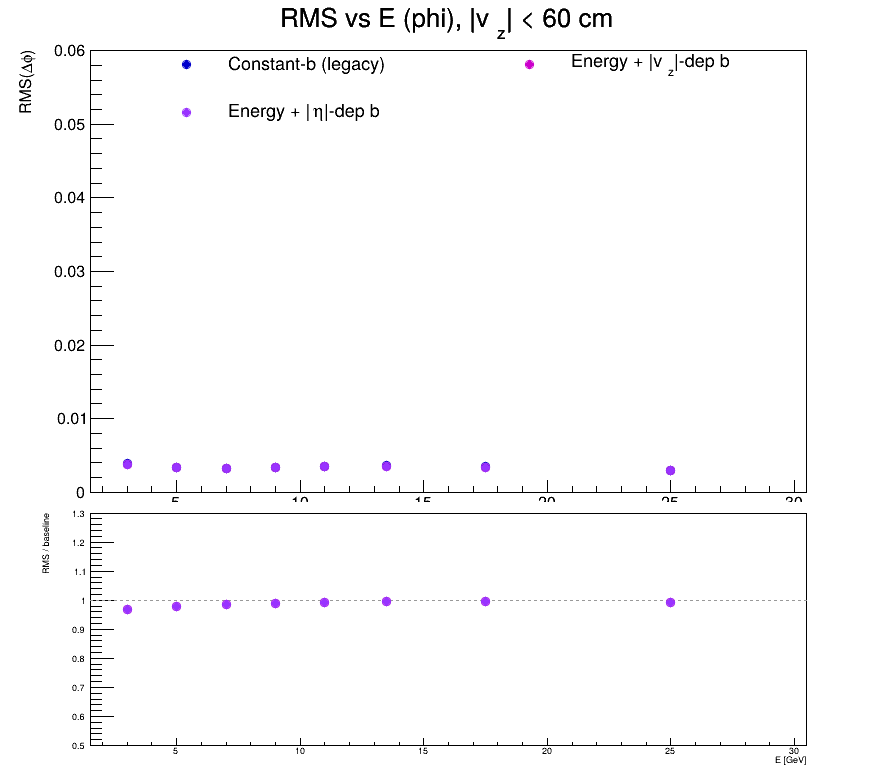 RMS vs E (phi), |v z| < 60 cm
RMS(Δϕ)
0.06
0.05
0.04
0.03
0.02
0.01
0
Constant-b (legacy)
Energy + |v z|-dep b
Energy + |η|-dep b
5 10 15 20 25 30
RMS / baseline
1.3
1.2
1.1
1
0.9
0.8
0.7
0.6
0.5
5 10 15 20 25 30
E [GeV]